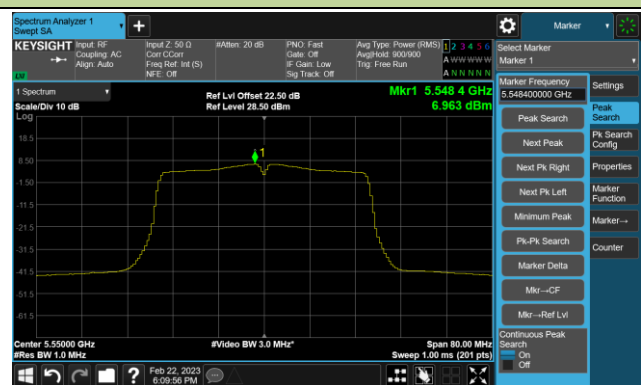 Spectrum Analyzer 1
Swept SA
KEYSIGHT
Input: RF
Coupling: AC
Align: Auto
Input Z: 50 Ω
Corr CCorr
Freq Ref: Int (S)
NFE: Off
#Atten: 20 dB
PNO: Fast
Gate: Off
IF Gain: Low
Sig Track: Off
Avg Type: Power (RMS)
Avg|Hold: 900/900
Trig: Free Run
1 2 3 4 5 6
A W W W W W
A N N N N N
LV
1 Spectrum
Scale/Div 10 dB
Log
Ref Lvl Offset 22.50 dB
Ref Level 28.50 dBm
Mkr1 5.548 4 GHz
6.963 dBm
18.5
8.50
-1.50
-11.5
-21.5
-31.5
-41.5
-51.5
-61.5
1
Center 5.55000 GHz
#Res BW 1.0 MHz
#Video BW 3.0 MHz*
Span 80.00 MHz
Sweep 1.00 ms (201 pts)
Feb 22, 2023
6:09:56 PM
Marker
Select Marker
Marker 1
Marker Frequency
5.548400000 GHz
Peak Search
Next Peak
Next Pk Right
Next Pk Left
Minimum Peak
Pk-Pk Search
Marker Delta
Mkr→CF
Mkr→Ref Lvl
Continuous Peak
Search
On
Off
Settings
Peak
Search
Pk Search
Config
Properties
Marker
Function
Marker→
Counter